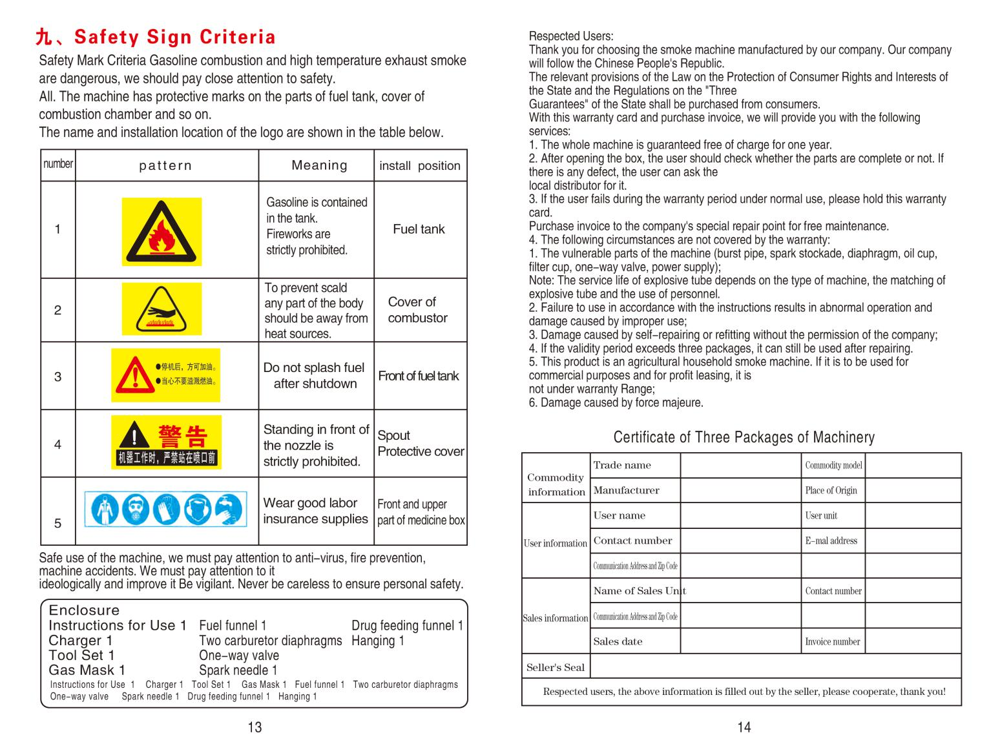 九、Safety Sign Criteria
Safety Mark Criteria Gasoline combustion and high temperature exhaust smoke
are dangerous, we should pay close attention to safety.
All. The machine has protective marks on the parts of fuel tank, cover of
combustion chamber and so on.
The name and installation location of the logo are shown in the table below.
number pattern Meaning install position
1
Gasoline is contained
in the tank.
Fireworks are
strictly prohibited.
Fuel tank
2
To prevent scald
any part of the body
should be away from
heat sources.
Cover of
combustor
3
●停机后，方可加油。
●当心不要溢溅燃油。
Do not splash fuel
after shutdown
Front of fuel tank
4
警告
机器工作时，严禁站在喷口前
Standing in front of
the nozzle is
strictly prohibited.
Spout
Protective cover
5
Wear good labor
insurance supplies
Front and upper
part of medicine box
Safe use of the machine, we must pay attention to anti-virus, fire prevention,
machine accidents. We must pay attention to it
ideologically and improve it Be vigilant. Never be careless to ensure personal safety.
Enclosure
Instructions for Use 1 Fuel funnel 1 Drug feeding funnel 1
Charger 1 Two carburetor diaphragms Hanging 1
Tool Set 1 One-way valve
Gas Mask 1 Spark needle 1
Instructions for Use 1 Charger 1 Tool Set 1 Gas Mask 1 Fuel funnel 1 Two carburetor diaphragms
One-way valve Spark needle 1 Drug feeding funnel 1 Hanging 1
13
Respected Users:
Thank you for choosing the smoke machine manufactured by our company. Our company
will follow the Chinese People's Republic.
The relevant provisions of the Law on the Protection of Consumer Rights and Interests of
the State and the Regulations on the "Three
Guarantees" of the State shall be purchased from consumers.
With this warranty card and purchase invoice, we will provide you with the following
services:
1. The whole machine is guaranteed free of charge for one year.
2. After opening the box, the user should check whether the parts are complete or not. If
there is any defect, the user can ask the
local distributor for it.
3. If the user fails during the warranty period under normal use, please hold this warranty
card.
Purchase invoice to the company's special repair point for free maintenance.
4. The following circumstances are not covered by the warranty:
1. The vulnerable parts of the machine (burst pipe, spark stockade, diaphragm, oil cup,
filter cup, one-way valve, power supply);
Note: The service life of explosive tube depends on the type of machine, the matching of
explosive tube and the use of personnel.
2. Failure to use in accordance with the instructions results in abnormal operation and
damage caused by improper use;
3. Damage caused by self-repairing or refitting without the permission of the company;
4. If the validity period exceeds three packages, it can still be used after repairing.
5. This product is an agricultural household smoke machine. If it is to be used for
commercial purposes and for profit leasing, it is
not under warranty Range;
6. Damage caused by force majeure.
Certificate of Three Packages of Machinery
Commodity
information
Trade name Commodity model
Manufacturer Place of Origin
User information
User name User unit
Contact number E-mal address
Communication Address and Zip Code
Sales information
Name of Sales Unit Contact number
Communication Address and Zip Code
Sales date Invoice number
Seller's Seal
Respected users, the above information is filled out by the seller, please cooperate, thank you!
14